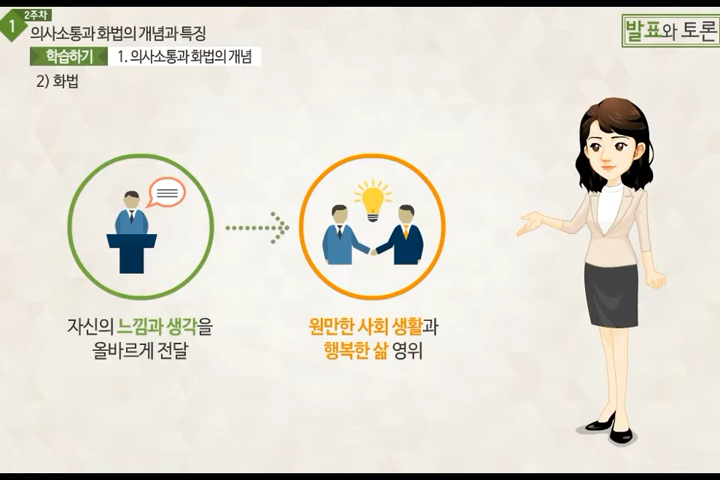 2주차
1
의사소통과 화법의 개념과 특징
발표와 토론
학습하기 1. 의사소통과 화법의 개념
2) 화법
자신의 느낌과 생각을
올바르게 전달
원만한 사회 생활과
행복한 삶 영위